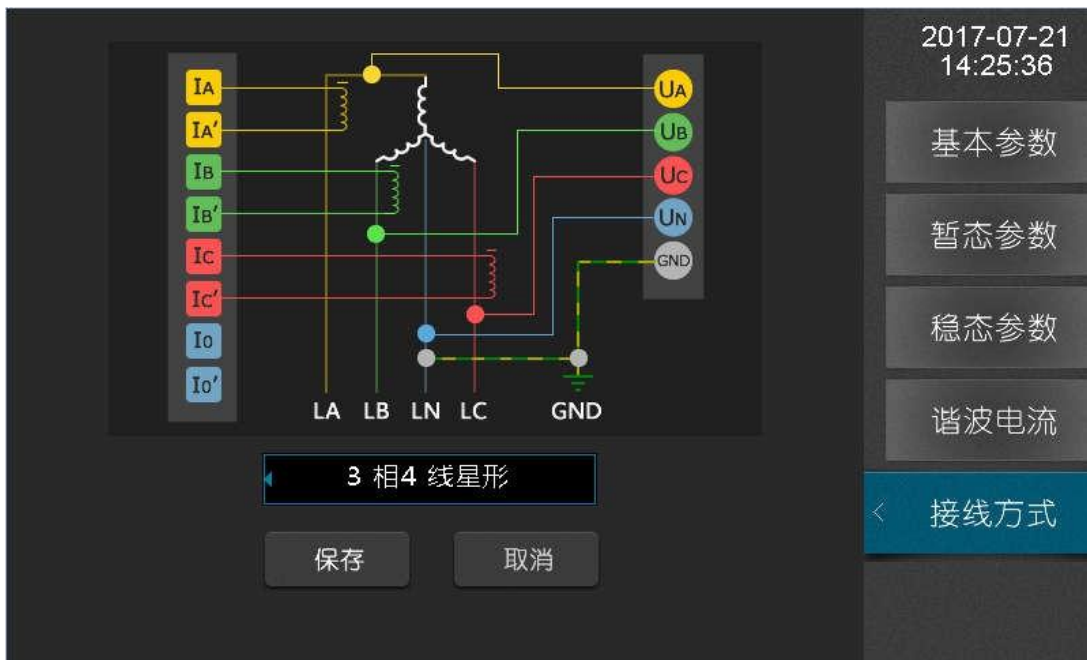 2017-07-21
14:25:36
IA
IA'
IB
IB'
IC
IC'
IO
IO'
UA
UB
UC
UN
GND
LA LB LN LC GND
3 相4 线星形
保存 取消
基本参数
暂态参数
稳态参数
谐波电流
接线方式